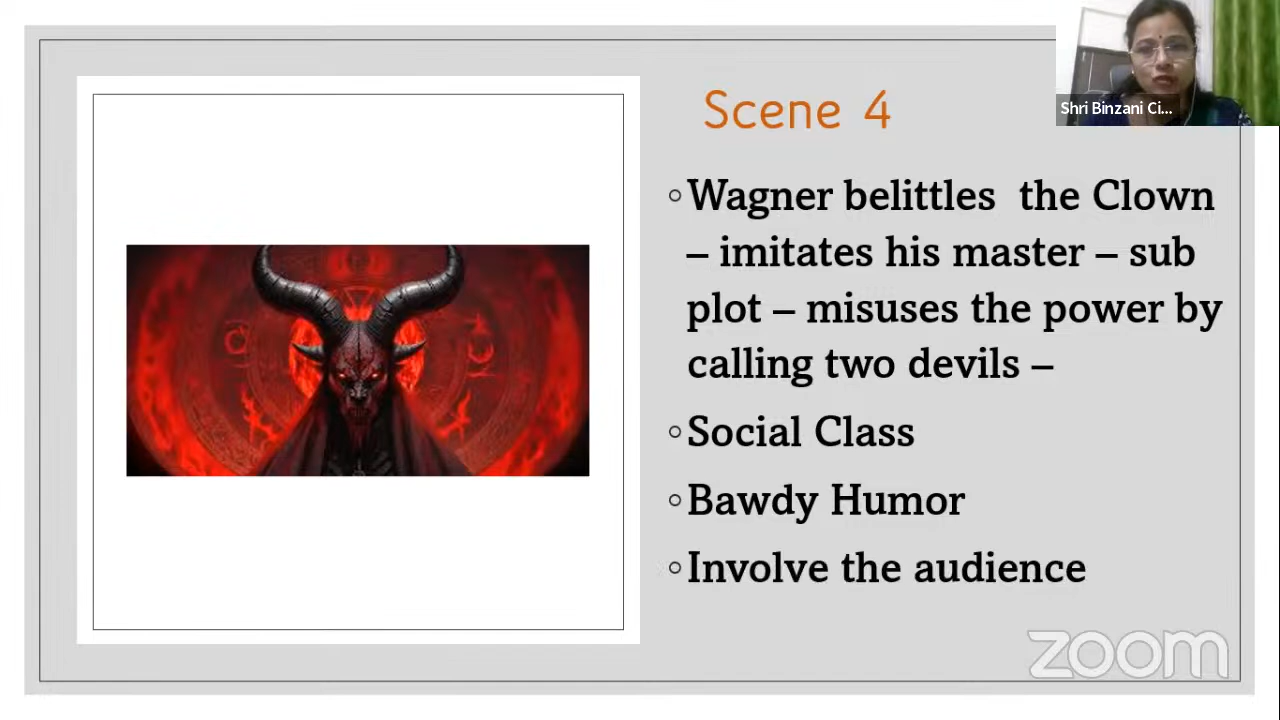 Scene 4
Shri Binzani Ci...
◦Wagner belittles the Clown
– imitates his master – sub
plot – misuses the power by
calling two devils –
◦Social Class
◦Bawdy Humor
◦Involve the audience
zoom